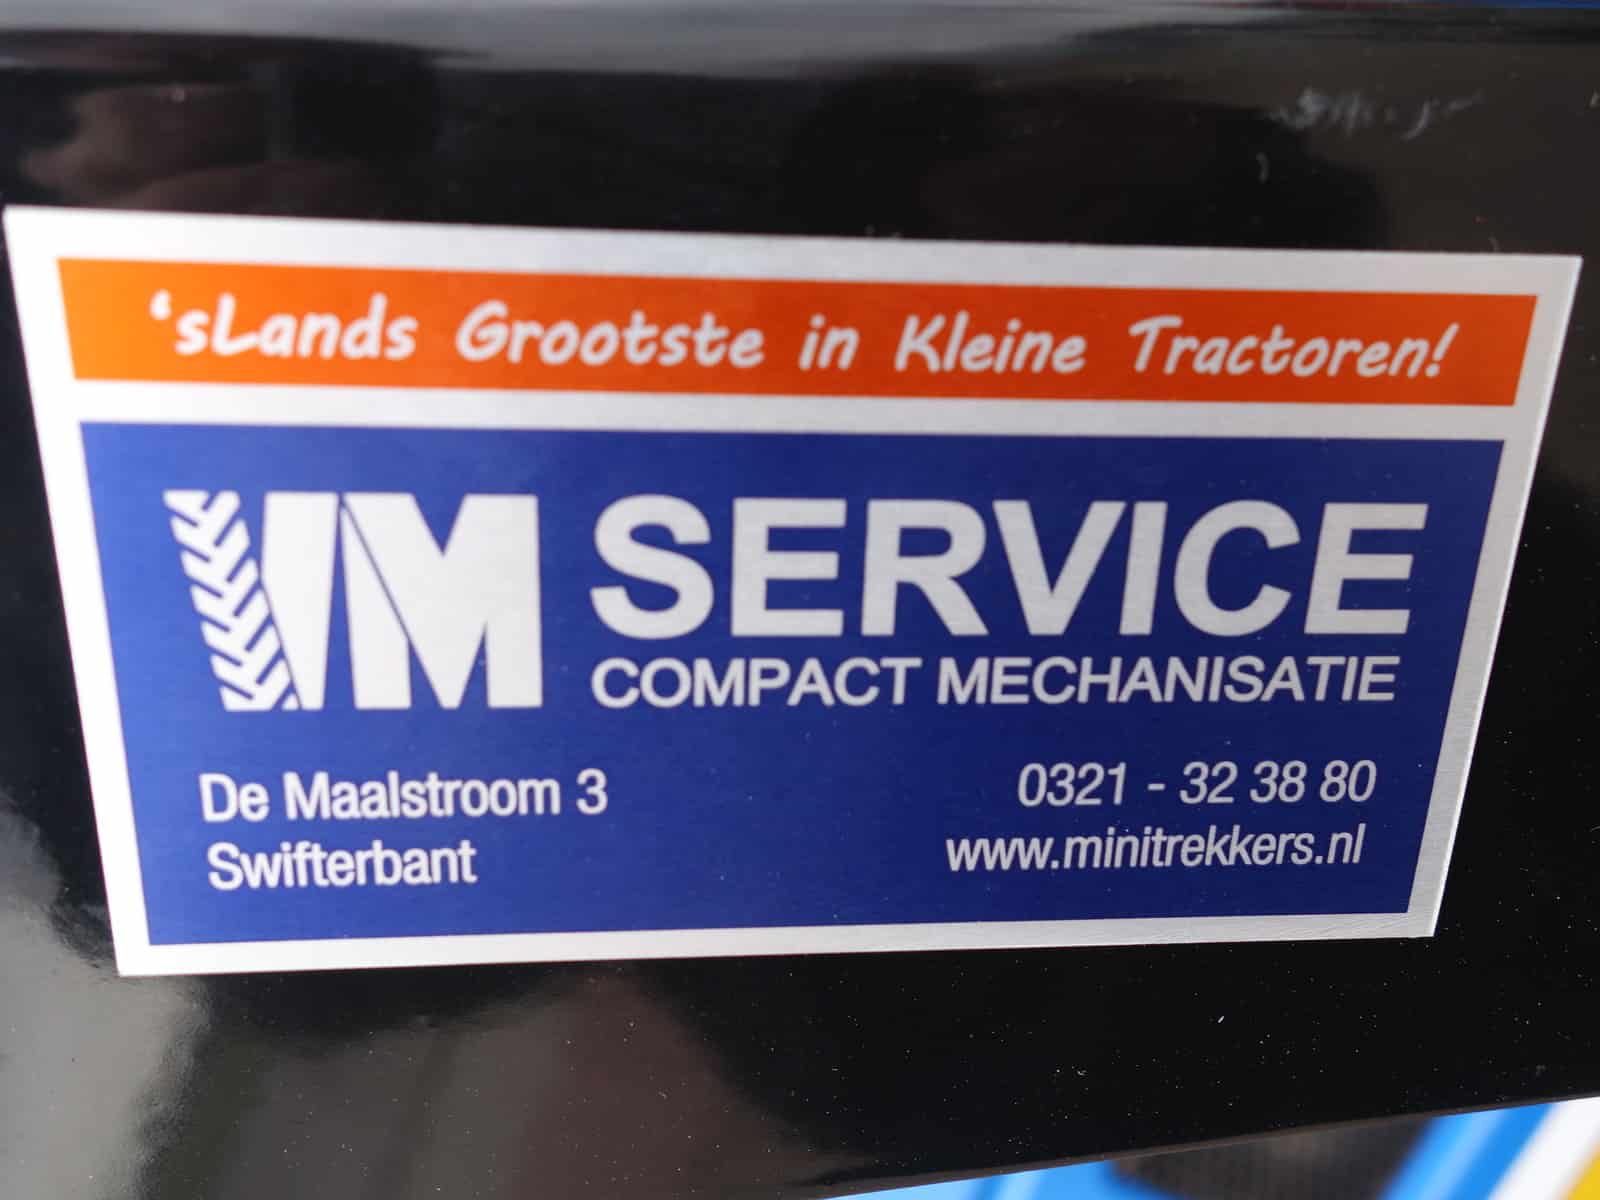 ‘sLands Grootste in Kleine Tractoren!
VM SERVICE
COMPACT MECHANISATIE
De Maalstroom 3
Swifterbant
0321 - 32 38 80
www.minitrekkers.nl